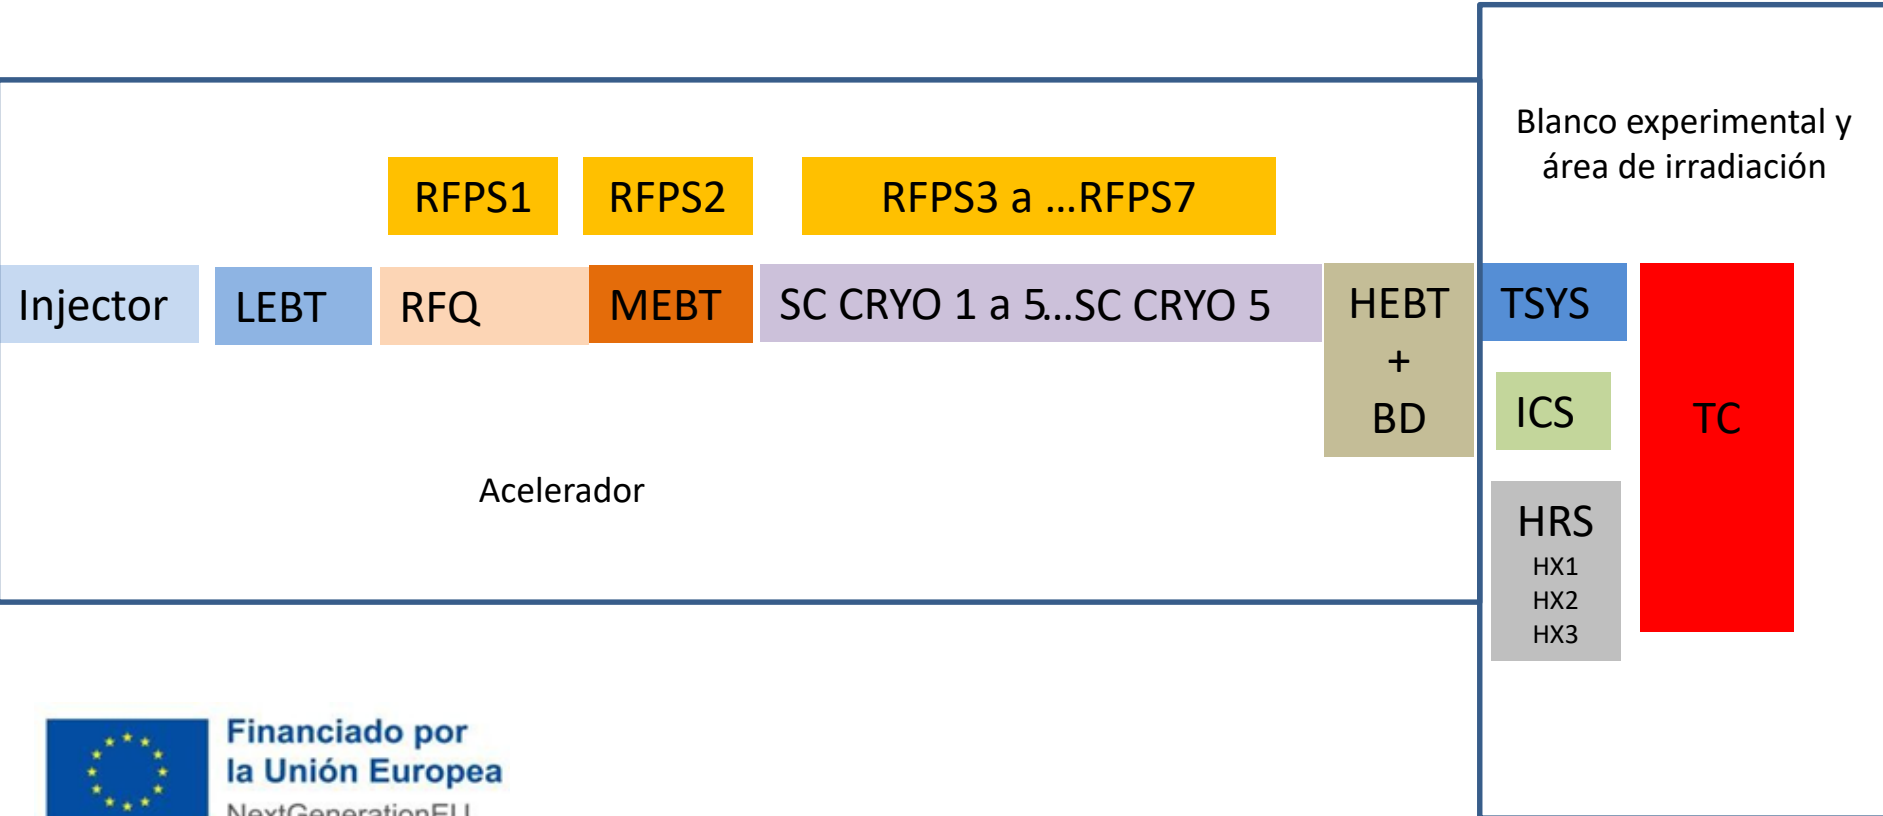 Blanco experimental y
área de irradiación
RFPS1
RFPS2
RFPS3 a ...RFPS7
Injector
LEBT
RFQ
MEBT
SC CRYO 1 a 5...SC CRYO 5
HEBT
+
BD
TSYS
ICS
TC
Acelerador
HRS
HX1
HX2
HX3
Financiado por
la Unión Europea
NextGenerationEU